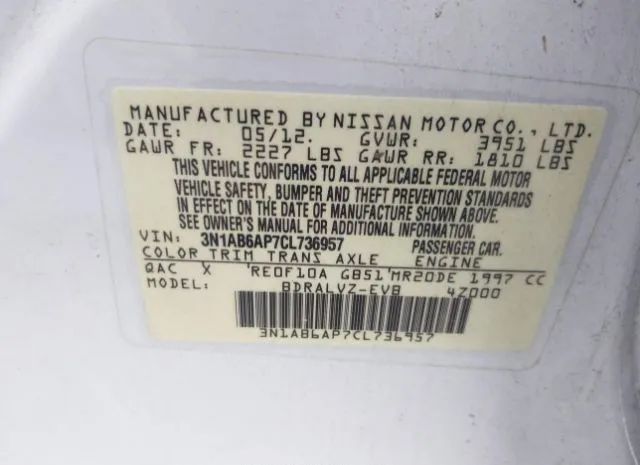 MANUFACTURED BY NISSAN MOTOR CO., LTD.
DATE: 05/12. GVWR: 3951 LBS
GAWR FR: 2227 LBS GAWR RR: 1810 LBS
THIS VEHICLE CONFORMS TO ALL APPLICABLE FEDERAL MOTOR
VEHICLE SAFETY, BUMPER AND THEFT PREVENTION STANDARDS
IN EFFECT ON THE DATE OF MANUFACTURE SHOWN ABOVE.
SEE OWNER'S MANUAL FOR ADDITIONAL INFORMATION.
VIN: 3N1AB6AP7CL736957 PASSENGER CAR.
COLOR TRIM TRANS AXLE ENGINE
QAC X 'RE0F10A GB51'MR20DE 1997 CC
MODEL: BDRALVZ-EVB 4Z000
3N1AB6AP7CL736957